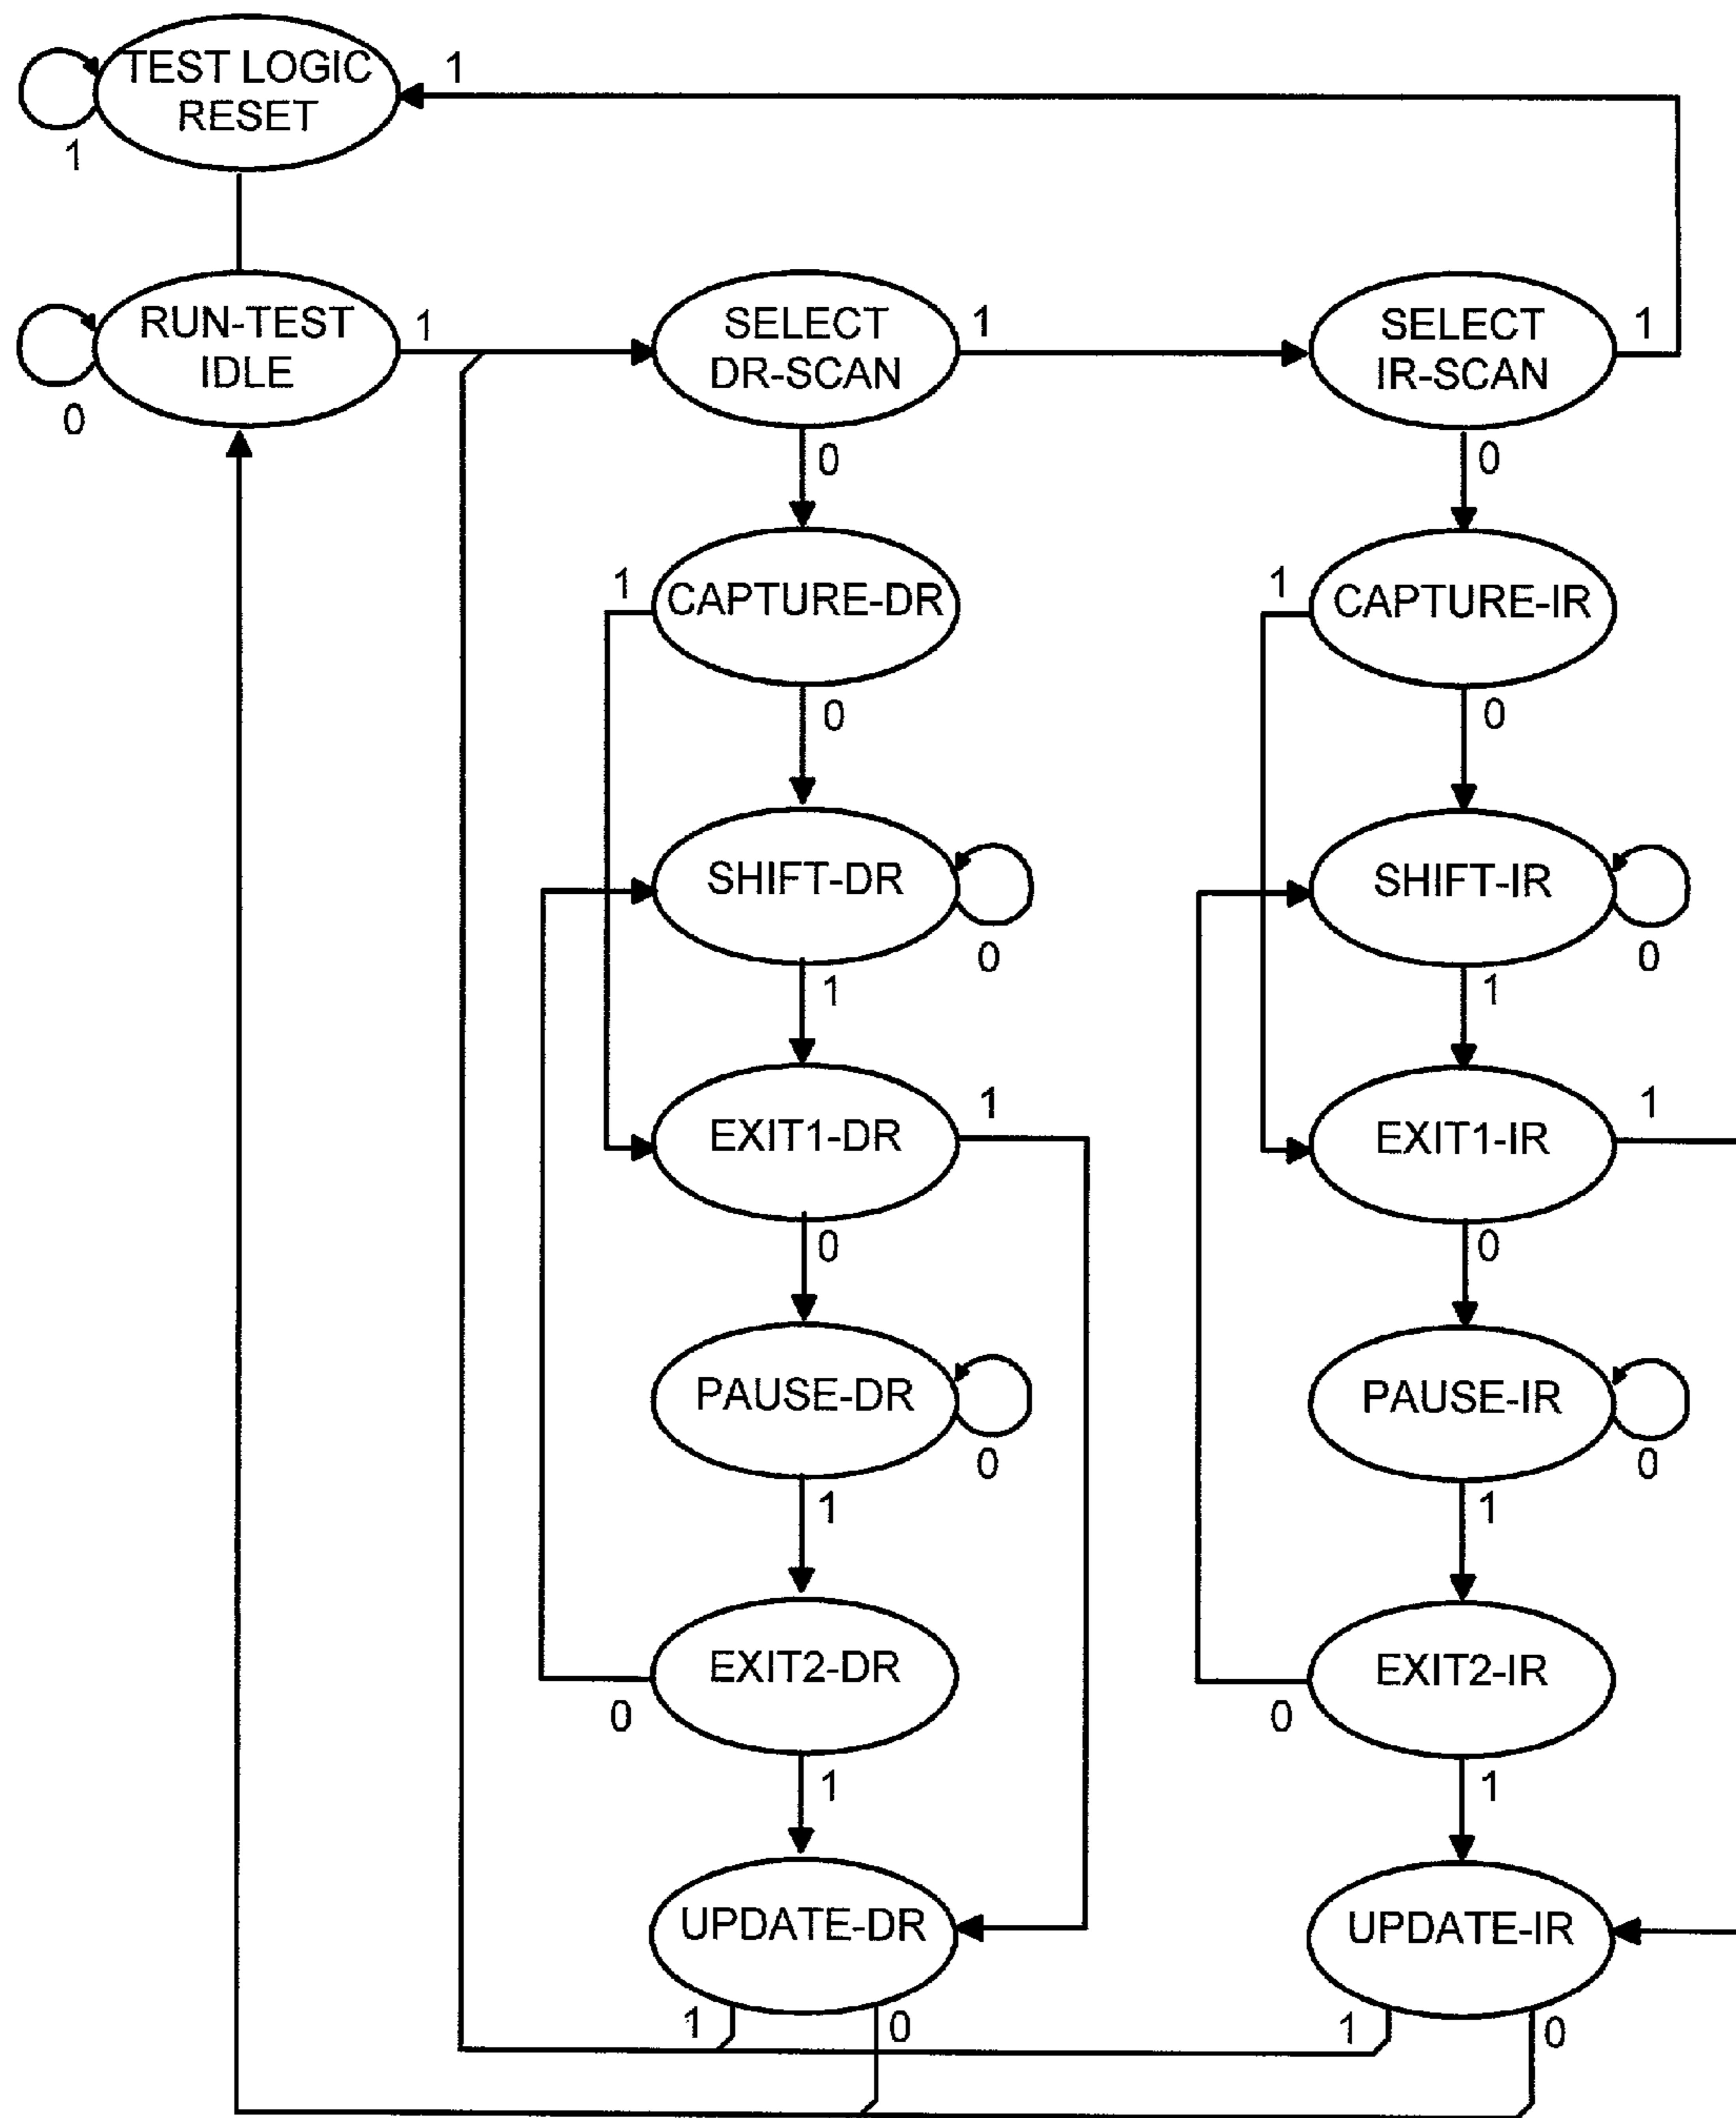 TEST LOGIC
RESET
1
1
RUN-TEST
IDLE
0
1
SELECT
DR-SCAN
1
0
SELECT
IR-SCAN
1
0
CAPTURE-DR
1
0
CAPTURE-IR
1
0
SHIFT-DR
0
1
SHIFT-IR
0
1
EXIT1-DR
1
0
EXIT1-IR
1
0
PAUSE-DR
0
1
PAUSE-IR
0
1
EXIT2-DR
0
1
EXIT2-IR
0
1
UPDATE-DR
1
0
UPDATE-IR
1
0